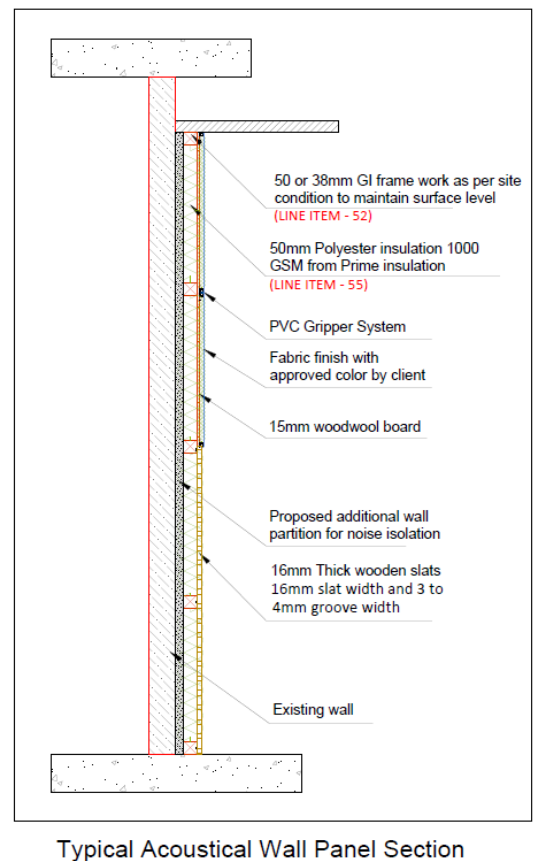 50 or 38mm GI frame work as per site
condition to maintain surface level
(LINE ITEM - 52)
50mm Polyester insulation 1000
GSM from Prime insulation
(LINE ITEM - 55)
PVC Gripper System
Fabric finish with
approved color by client
15mm woodwool board
Proposed additional wall
partition for noise isolation
16mm Thick wooden slats
16mm slat width and 3 to
4mm groove width
Existing wall
Typical Acoustical Wall Panel Section